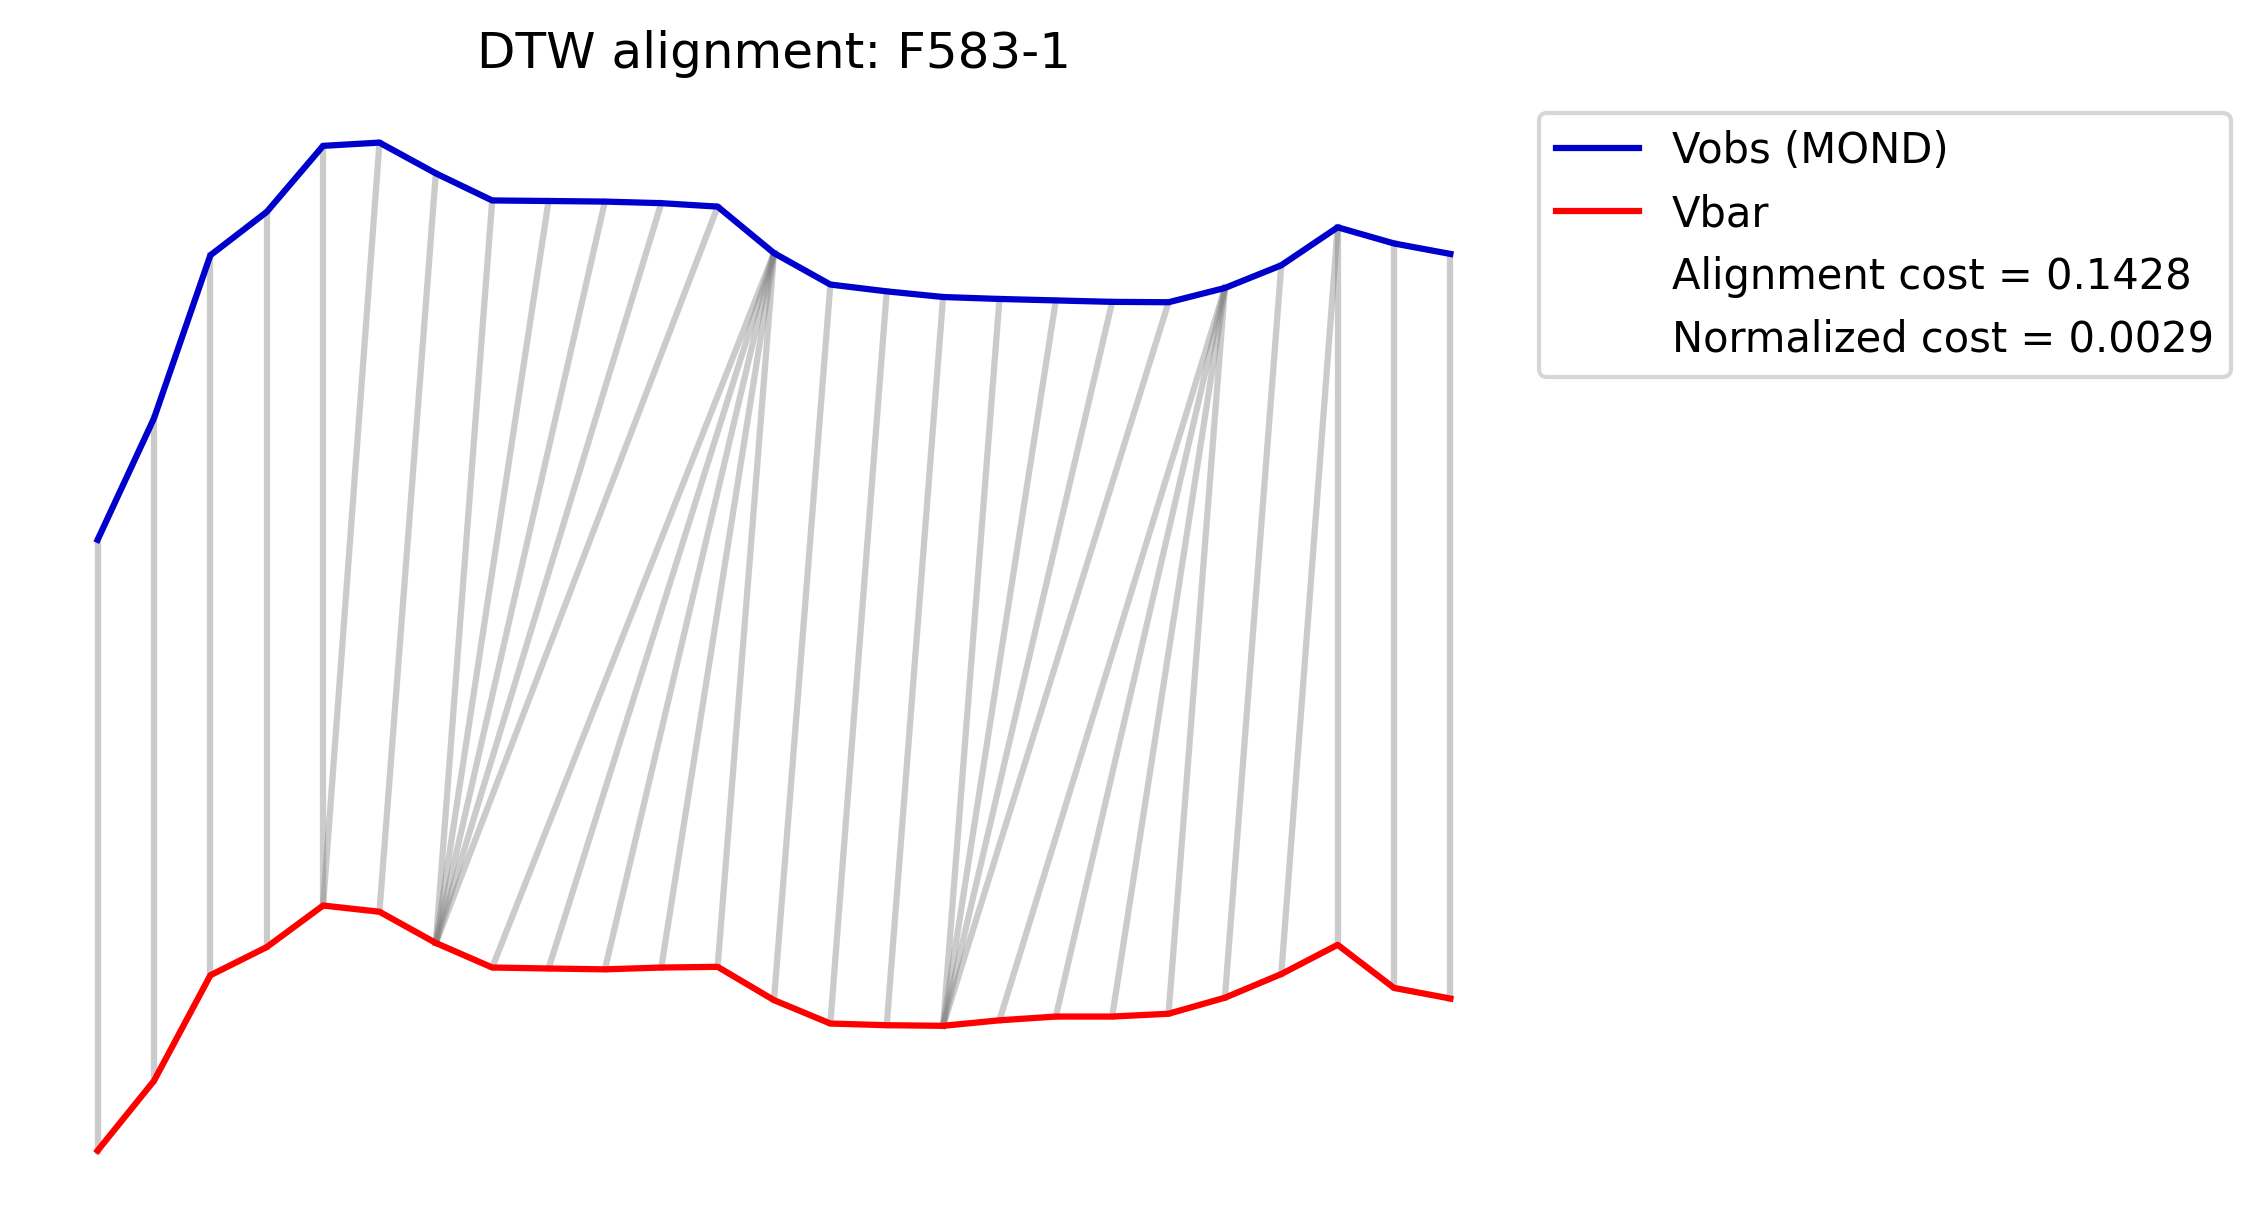 DTW alignment: F583-1
Vobs (MOND)
Vbar
Alignment cost = 0.1428
Normalized cost = 0.0029